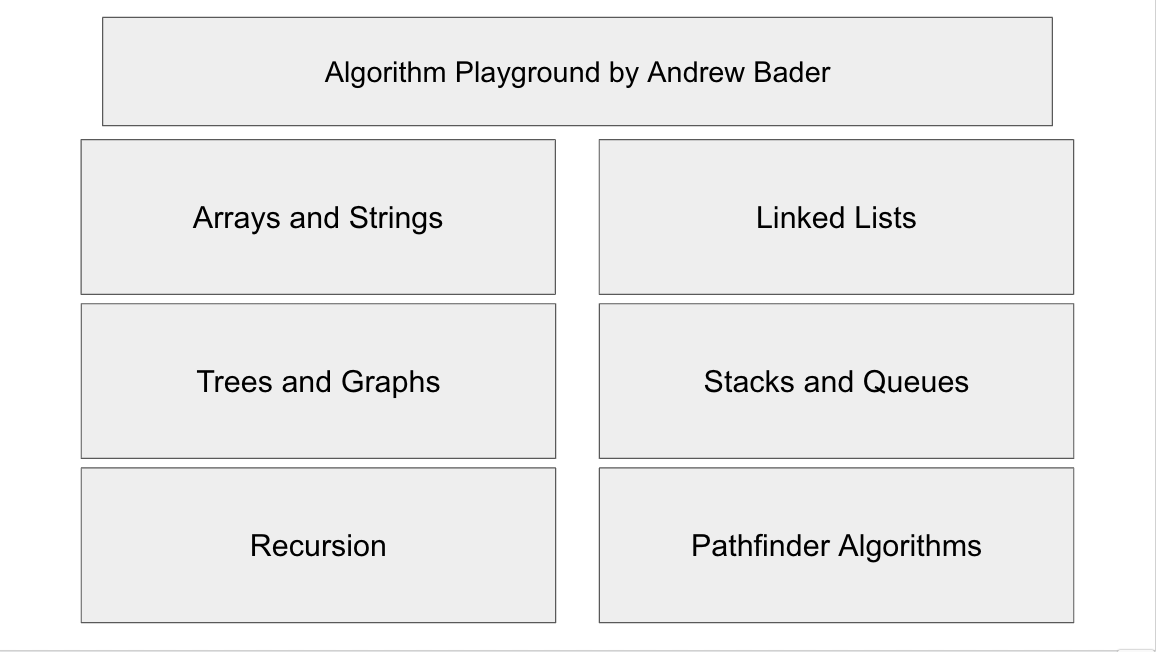 Algorithm Playground by Andrew Bader
Arrays and Strings
Linked Lists
Trees and Graphs
Stacks and Queues
Recursion
Pathfinder Algorithms